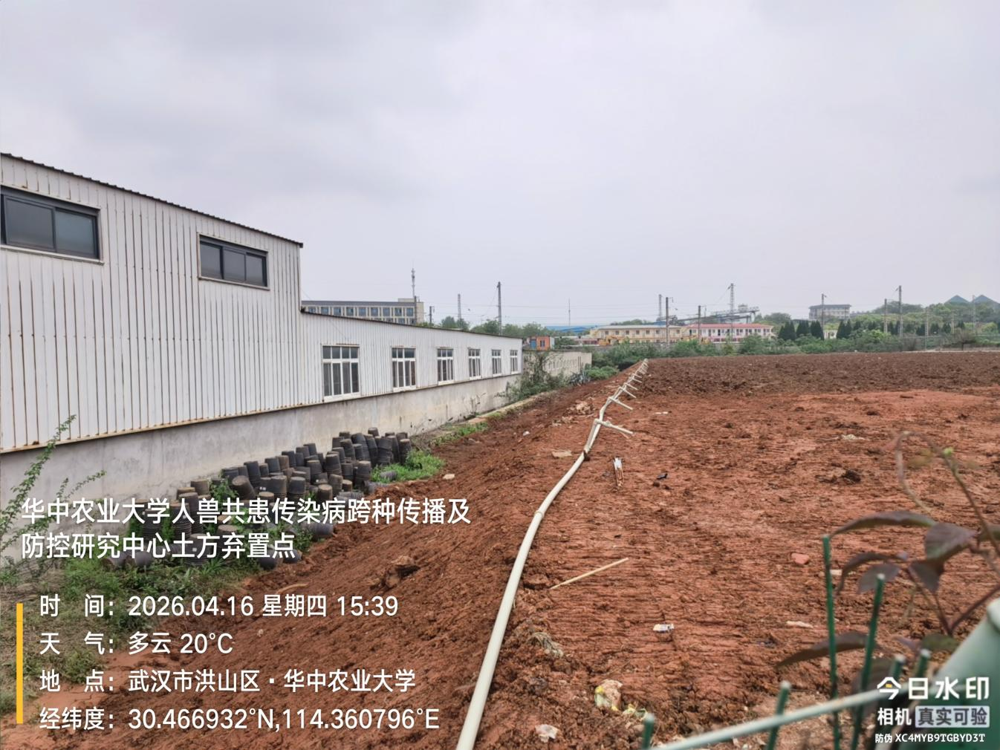 华中农业大学人兽共患传染病跨种传播及
防控研究中心土方弃置点
时 间：2026.04.16 星期四 15:39
天 气：多云 20°C
地 点：武汉市洪山区·华中农业大学
经纬度：30.466932°N,114.360796°E
今日水印
相机 真实可验
防伪 XC4MYB9TGBYD3T